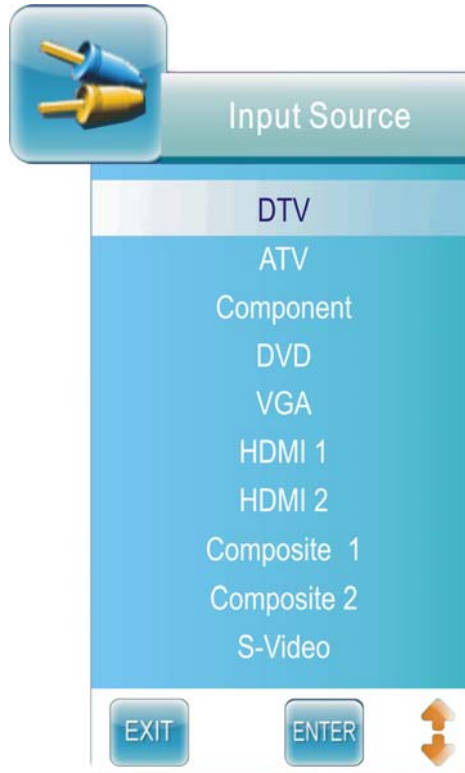 Input Source
DTV
ATV
Component
DVD
VGA
HDMI 1
HDMI 2
Composite 1
Composite 2
S-Video
EXIT ENTER